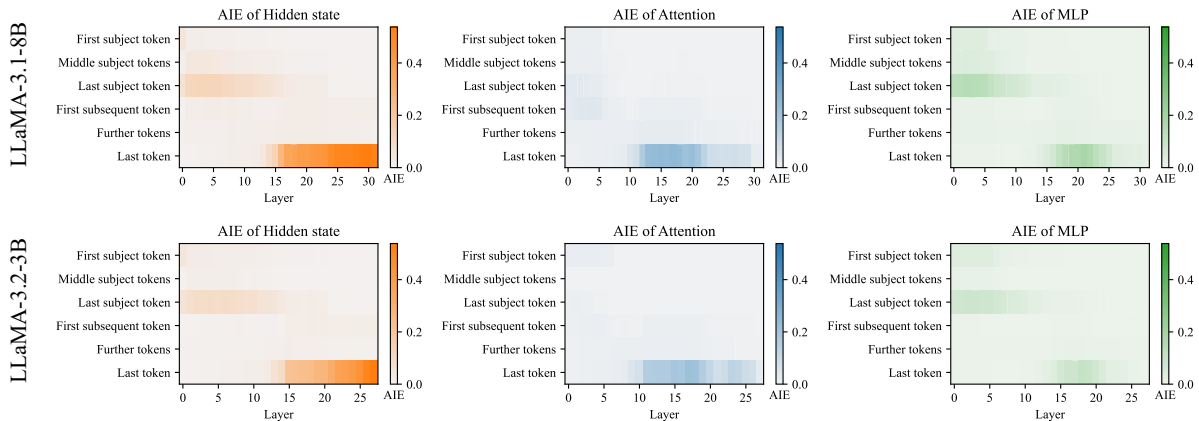 LLaMA-3.1-8B
AIE of Hidden state
First subject token
Middle subject tokens
Last subject token
First subsequent token
Further tokens
Last token
0 5 10 15 20 25 30
Layer
0.4
0.2
0.0
AIE
AIE of Attention
First subject token
Middle subject tokens
Last subject token
First subsequent token
Further tokens
Last token
0 5 10 15 20 25 30
Layer
0.4
0.2
0.0
AIE
AIE of MLP
First subject token
Middle subject tokens
Last subject token
First subsequent token
Further tokens
Last token
0 5 10 15 20 25 30
Layer
0.4
0.2
0.0
AIE
LLaMA-3.2-3B
AIE of Hidden state
First subject token
Middle subject tokens
Last subject token
First subsequent token
Further tokens
Last token
0 5 10 15 20 25
Layer
0.4
0.2
0.0
AIE
AIE of Attention
First subject token
Middle subject tokens
Last subject token
First subsequent token
Further tokens
Last token
0 5 10 15 20 25
Layer
0.4
0.2
0.0
AIE
AIE of MLP
First subject token
Middle subject tokens
Last subject token
First subsequent token
Further tokens
Last token
0 5 10 15 20 25
Layer
0.4
0.2
0.0
AIE